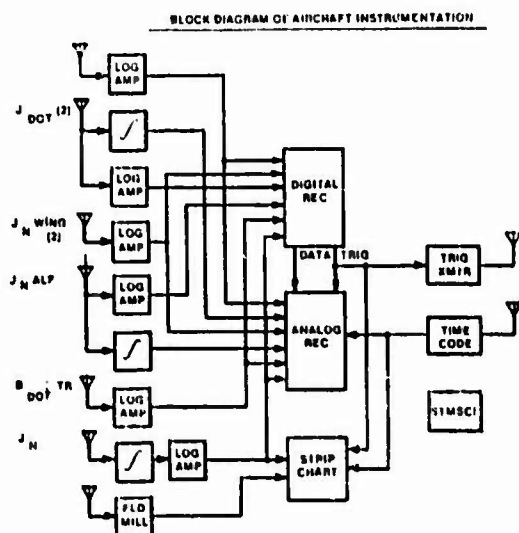 BLOCK DIAGRAM OF AIRCRAFT INSTRUMENTATION
LOG AMP
J DOT (2)
∫
LOG AMP
J N WING (2)
LOG AMP
J N ALF
LOG AMP
∫
B DOT TR
LOG AMP
J N
∫
LOG AMP
FLD MILL
DIGITAL REC
DATA TRIG
ANALOG REC
STRIP CHART
TRIG XMTR
TIME CODE